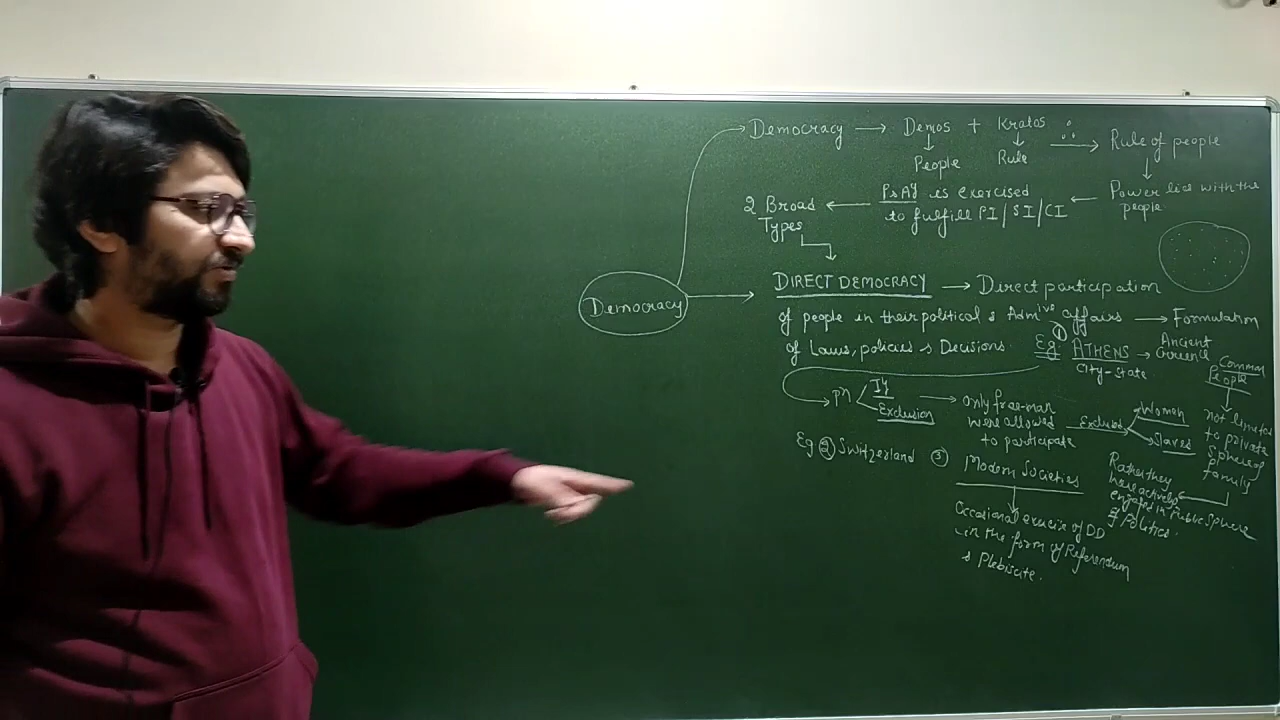 Democracy → Demos + Kratos ∴ → Rule of people
People Rule
Power lies with the
people
is exercised
to fulfill PI/SI/CI
2 Broad
Types
Democracy
DIRECT DEMOCRACY → Direct participation
of people in their political & Admive affairs → Formulation
of Laws, policies & Decisions.
Eg ① ATHENS → Ancient Greece
City-state
Common
People
not limited
to private
sphere of
family
Rather they
were actively
engaged in Public Sphere
of Politics.
Exclusion → only free-man
were allowed
to participate
Excluded
Women
Slaves
Eg ② Switzerland ③ Modern Societies
Occasional exercise of DD
in the form of Referendum
& Plebiscite.